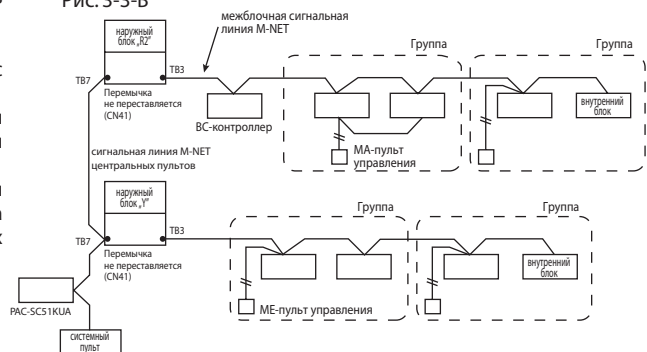 Рис. 3-3-В
межблочная сигнальная
линия M-NET
наружный
блок „R2"
TB7
TB3
Перемычка
не переставляется
(CN41)
BC-контроллер
Группа
Группа
внутренний
блок
МА-пульт
управления
сигнальная линия M-NET
центральных пультов
наружный
блок „Y"
TB7
TB3
Перемычка
не переставляется
(CN41)
Группа
Группа
внутренний
блок
МЕ-пульт управления
PAC-SC51KUA
системный
пульт